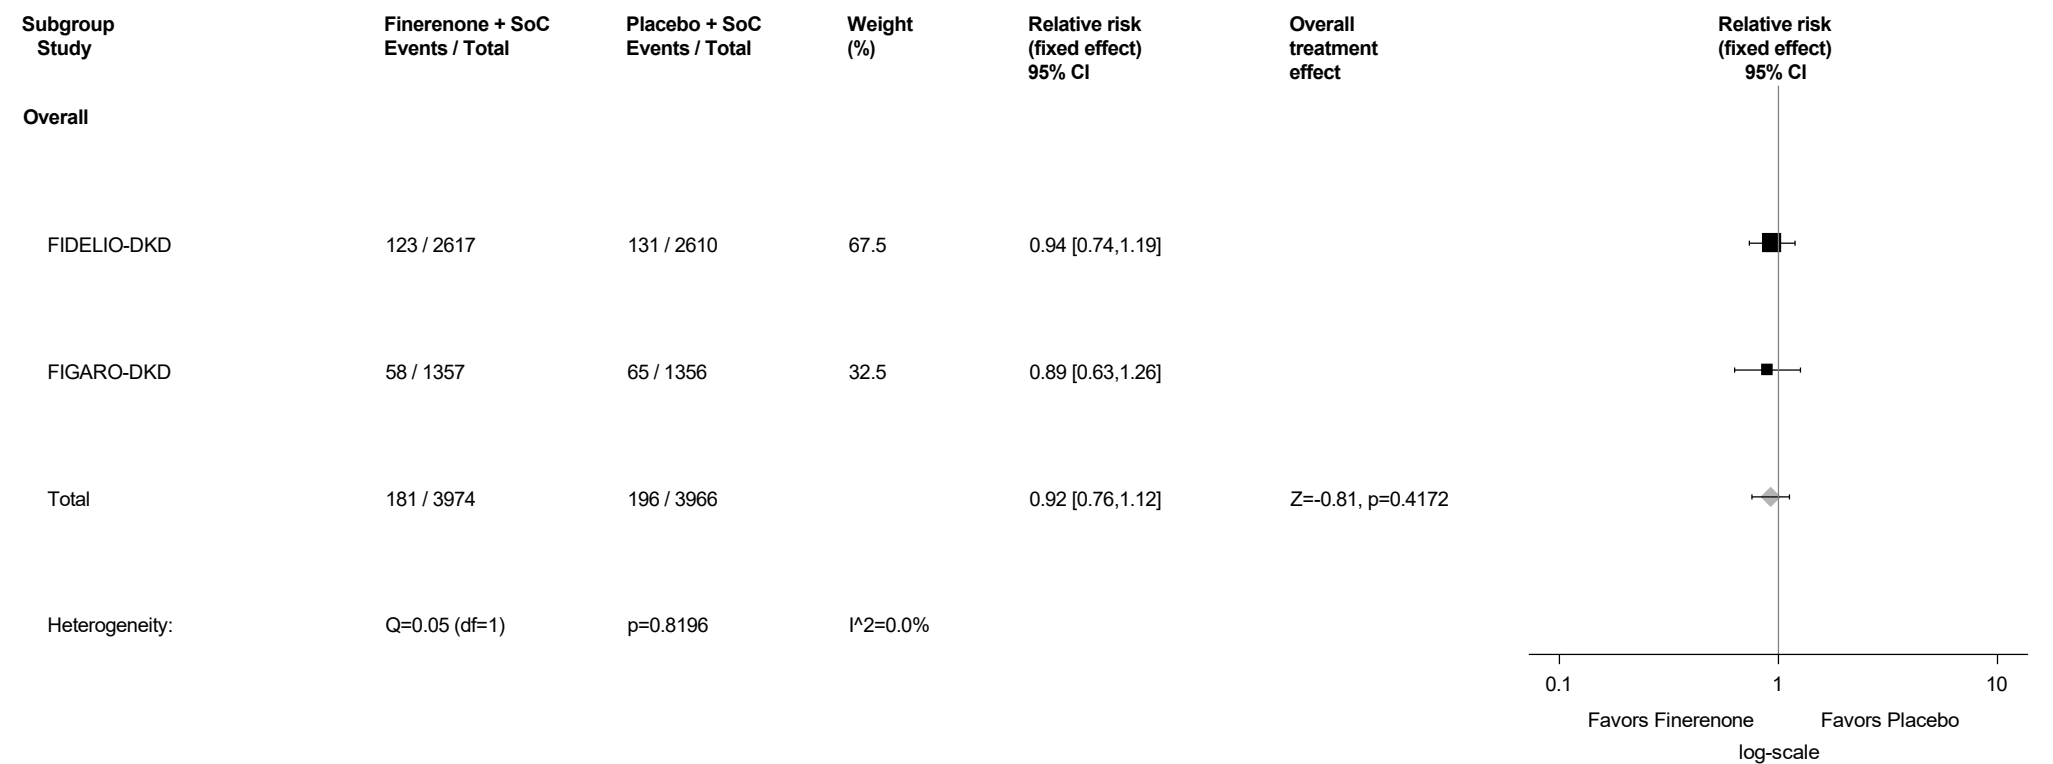 Subgroup Finerenone + SoC Placebo + SoC Weight Relative risk Overall Relative risk
Study Events / Total Events / Total (%) (fixed effect) treatment (fixed effect)
95% CI effect 95% CI
Overall
FIDELIO-DKD 123 / 2617 131 / 2610 67.5 0.94 [0.74,1.19]
FIGARO-DKD 58 / 1357 65 / 1356 32.5 0.89 [0.63,1.26]
Total 181 / 3974 196 / 3966 0.92 [0.76,1.12] Z=-0.81, p=0.4172
Heterogeneity: Q=0.05 (df=1) p=0.8196 I^2=0.0%
0.1 1 10
Favors Finerenone Favors Placebo
log-scale